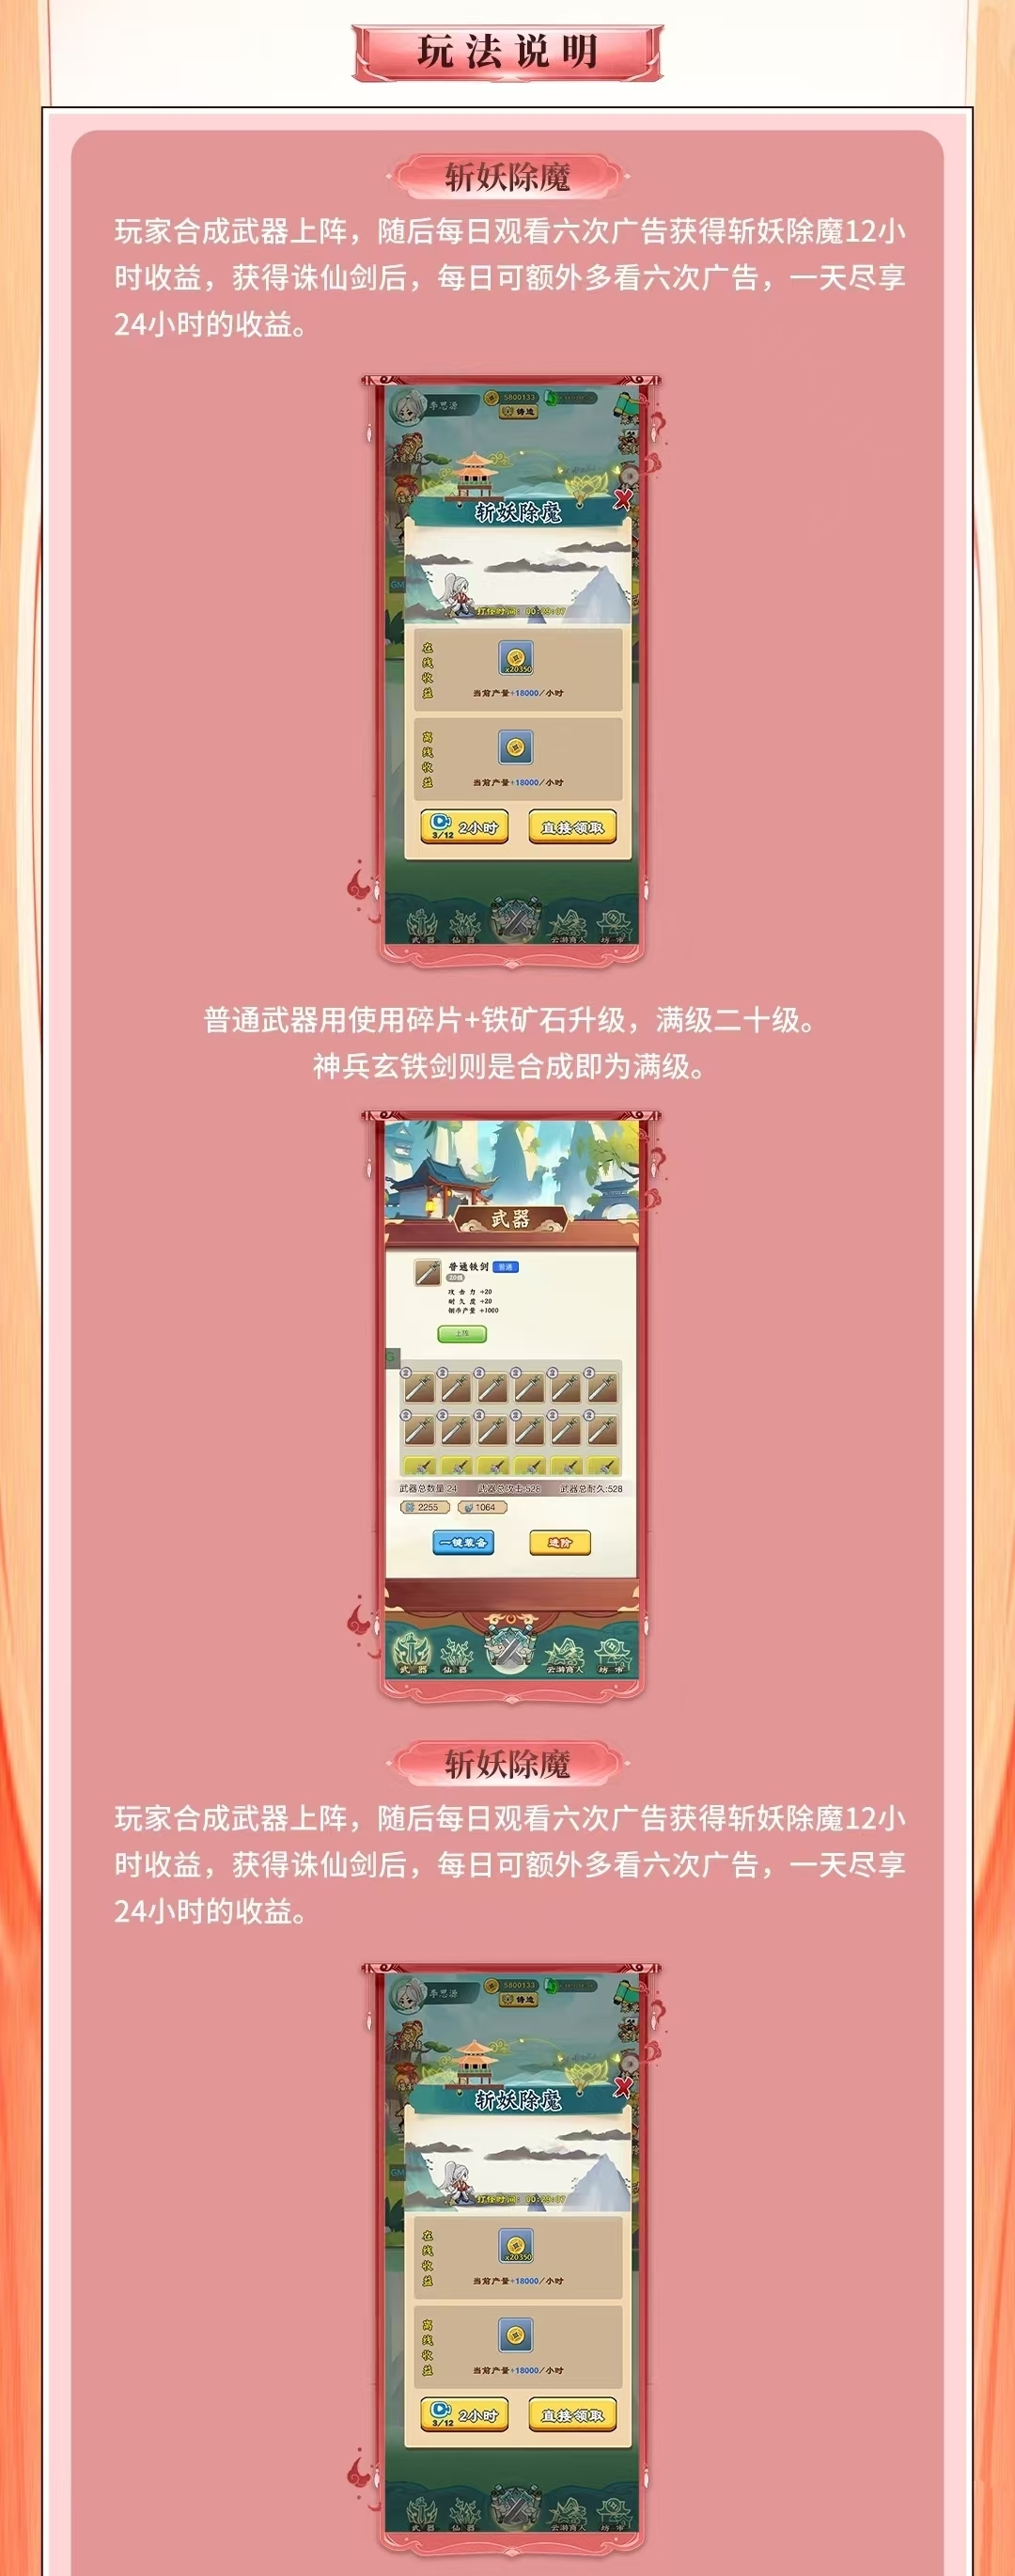 玩法说明
斩妖除魔
玩家合成武器上阵，随后每日观看六次广告获得斩妖除魔12小
时收益，获得诛仙剑后，每日可额外多看六次广告，一天尽享
24小时的收益。
李思源
5800133
铸造
斩妖除魔
GM
打怪时间：00:29:07
在线收益
x20350
当前产量+18000/小时
离线收益
当前产量+18000/小时
3/12 2小时
直接领取
武器 仙器 云游商人 坊市
普通武器用使用碎片+铁矿石升级，满级二十级。
神兵玄铁剑则是合成即为满级。
武器
普通铁剑 普通
20级
攻击力 +20
耐久度 +20
铜币产量 +1000
上阵
G
武器总数量:24 武器总攻击:528 武器总耐久:528
2255 1064
一键装备 进阶
武器 仙器 云游商人 坊市
斩妖除魔
玩家合成武器上阵，随后每日观看六次广告获得斩妖除魔12小
时收益，获得诛仙剑后，每日可额外多看六次广告，一天尽享
24小时的收益。
李思源
5800133
铸造
斩妖除魔
GM
打怪时间：00:29:07
在线收益
x20350
当前产量+18000/小时
离线收益
当前产量+18000/小时
3/12 2小时
直接领取
武器 仙器 云游商人 坊市